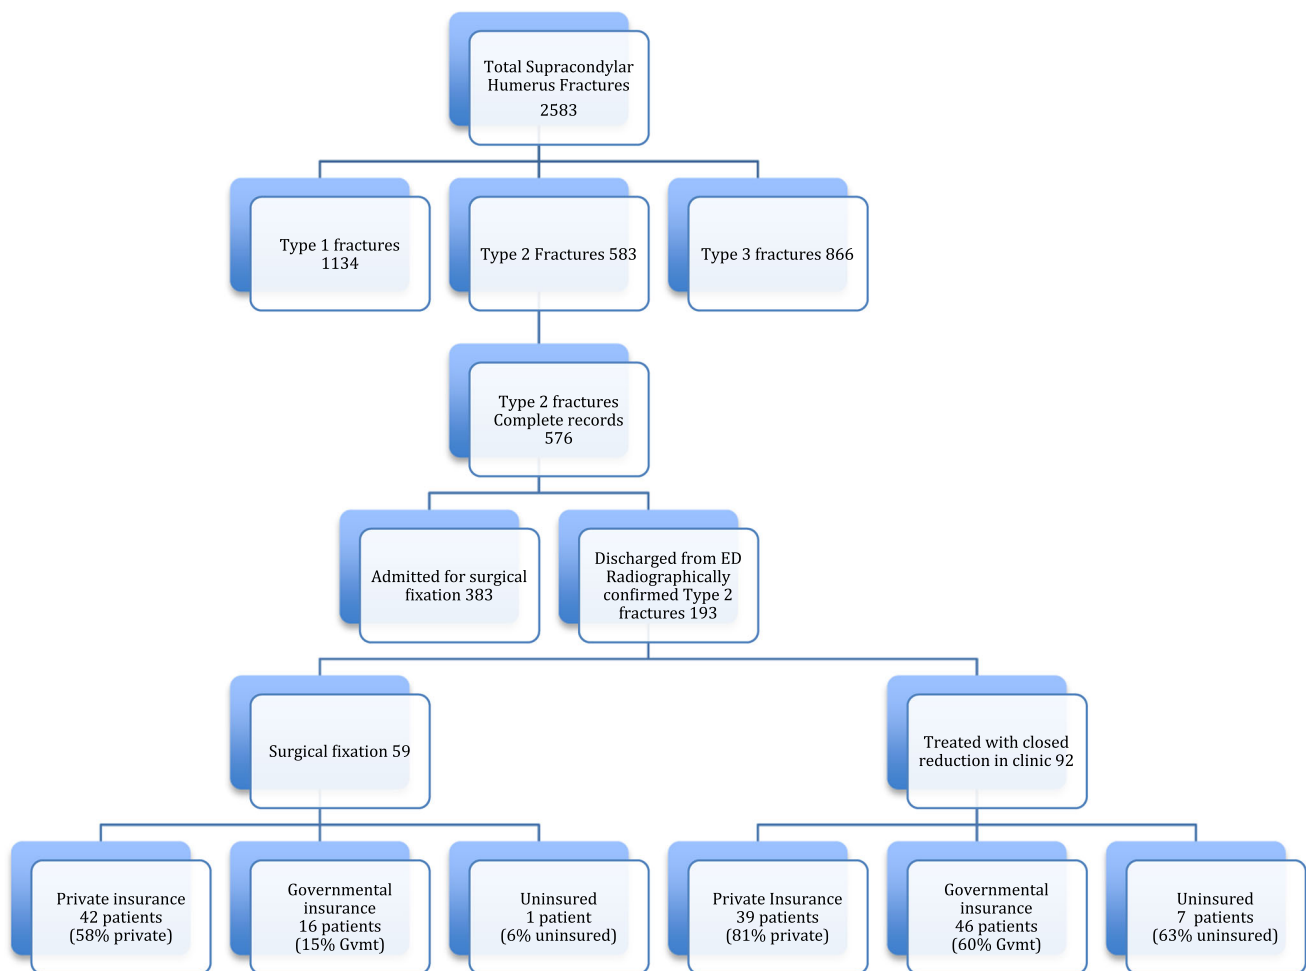 Total Supracondylar
Humerus Fractures
2583
Type 1 fractures
1134
Type 2 Fractures 583
Type 3 fractures 866
Type 2 fractures
Complete records
576
Admitted for surgical
fixation 383
Discharged from ED
Radiographically
confirmed Type 2
fractures 193
Surgical fixation 59
Treated with closed
reduction in clinic 92
Private insurance
42 patients
(58% private)
Governmental
insurance
16 patients
(15% Gvmt)
Uninsured
1 patient
(6% uninsured)
Private Insurance
39 patients
(81% private)
Governmental
insurance
46 patients
(60% Gvmt)
Uninsured
7 patients
(63% uninsured)